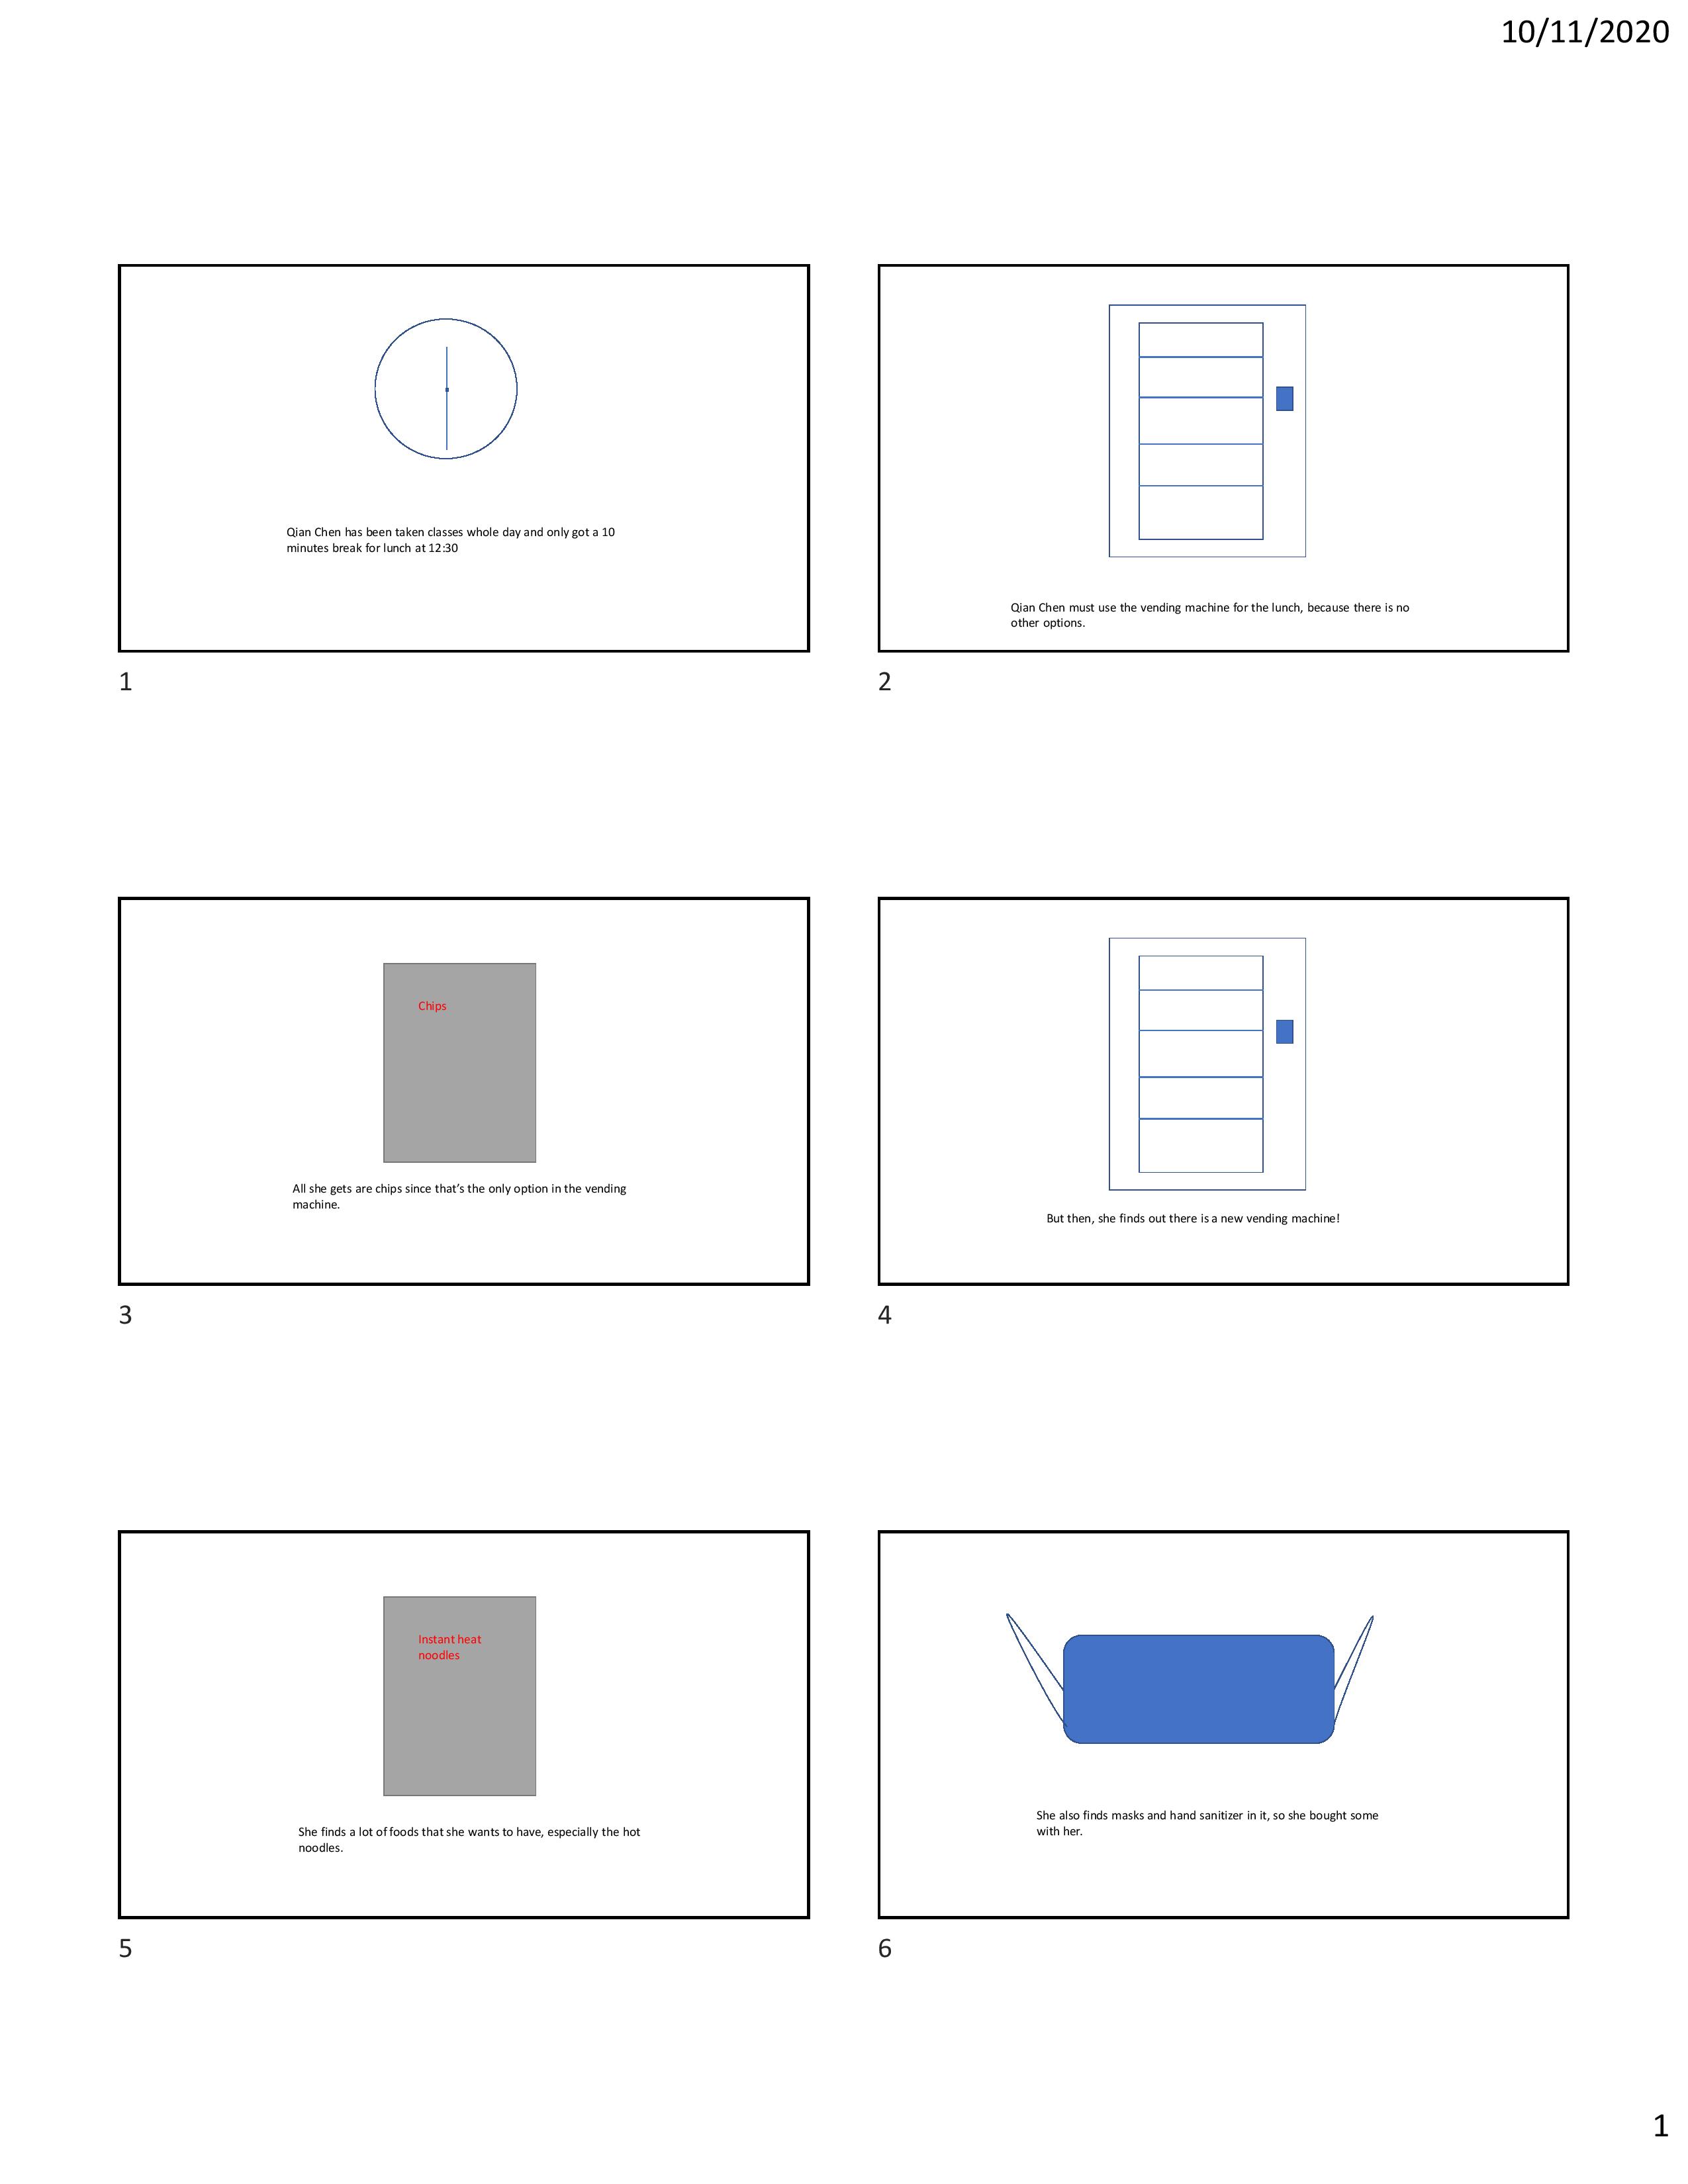 10/11/2020
Qian Chen has been taken classes whole day and only got a 10
minutes break for lunch at 12:30
1
Qian Chen must use the vending machine for the lunch, because there is no
other options.
2
Chips
All she gets are chips since that's the only option in the vending
machine.
3
But then, she finds out there is a new vending machine!
4
Instant heat
noodles
She finds a lot of foods that she wants to have, especially the hot
noodles.
5
She also finds masks and hand sanitizer in it, so she bought some
with her.
6
1